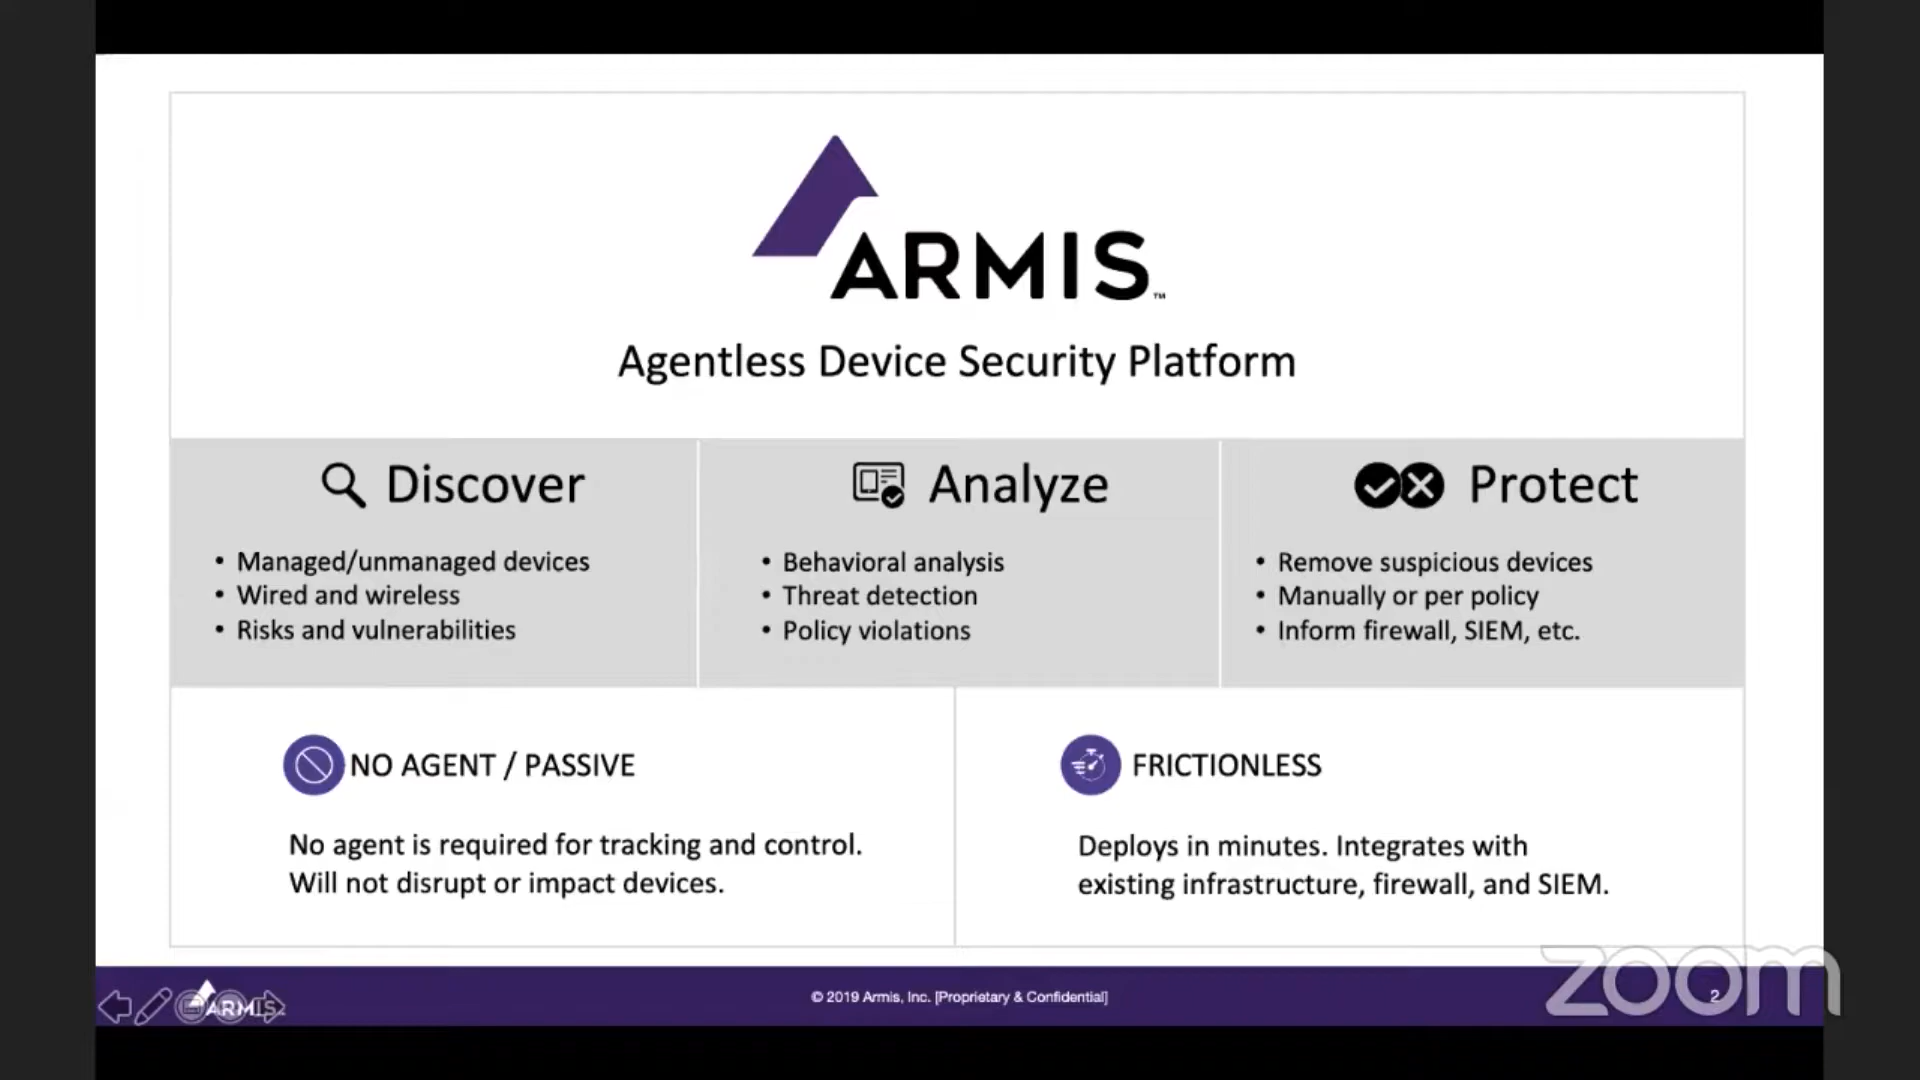 ARMIS™
Agentless Device Security Platform
Discover
• Managed/unmanaged devices
• Wired and wireless
• Risks and vulnerabilities
Analyze
• Behavioral analysis
• Threat detection
• Policy violations
Protect
• Remove suspicious devices
• Manually or per policy
• Inform firewall, SIEM, etc.
NO AGENT / PASSIVE
No agent is required for tracking and control.
Will not disrupt or impact devices.
FRICTIONLESS
Deploys in minutes. Integrates with
existing infrastructure, firewall, and SIEM.
ARMIS
© 2019 Armis, Inc. [Proprietary & Confidential]
2
zoom